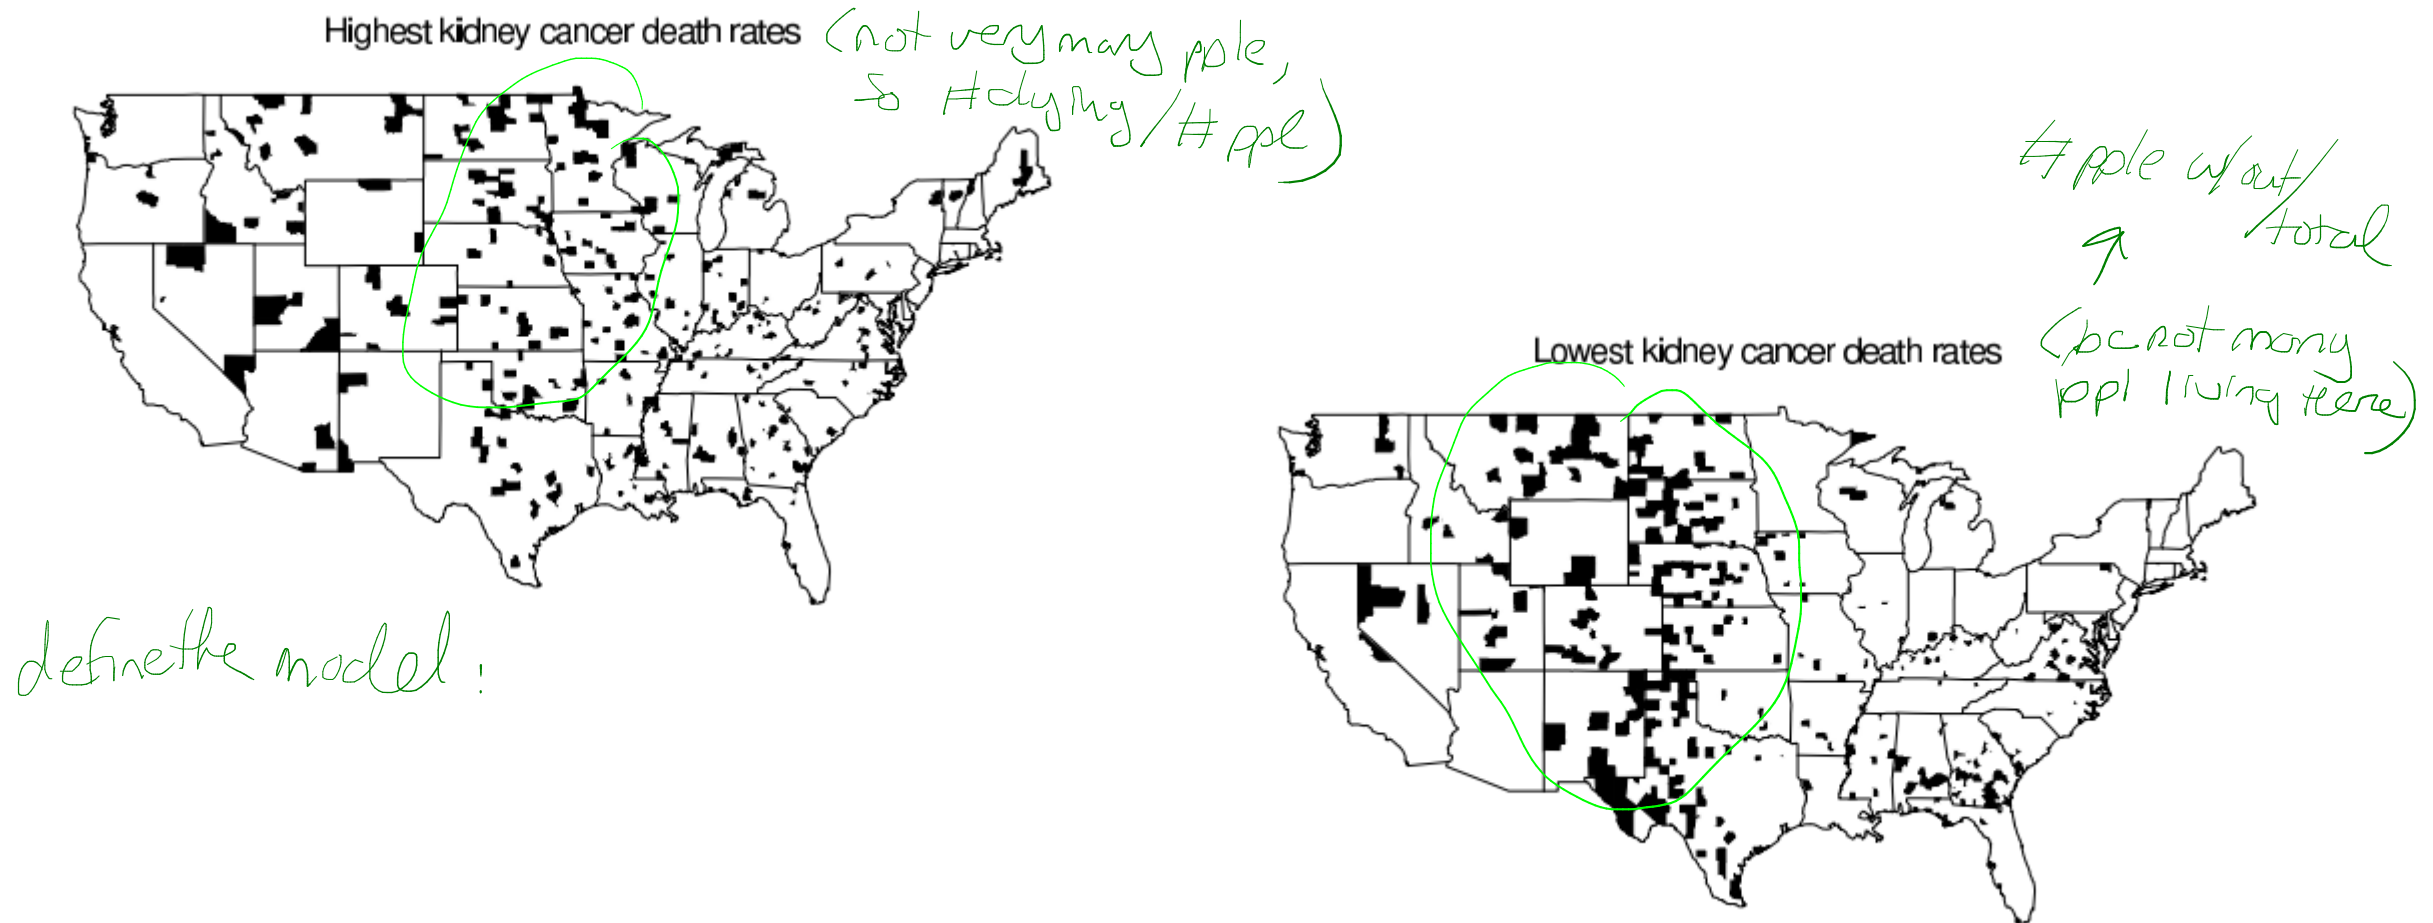 Highest kidney cancer death rates
(not very many pple,
so #dying/#ppl)
#pple w/out/
total
(bc not many
ppl living there)
Lowest kidney cancer death rates
define the model: